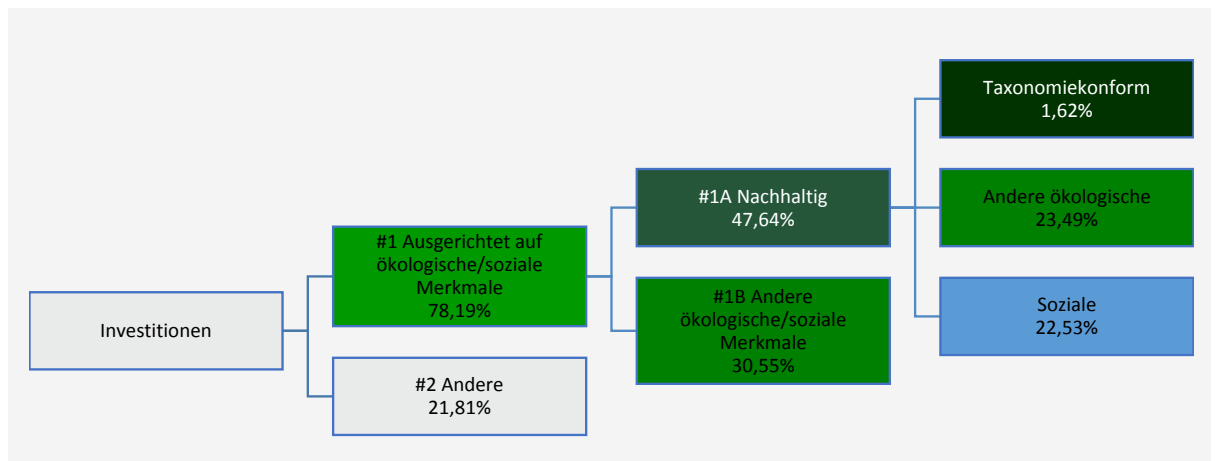 Investitionen
#1 Ausgerichtet auf
ökologische/soziale
Merkmale
78,19%
#2 Andere
21,81%
#1A Nachhaltig
47,64%
#1B Andere
ökologische/soziale
Merkmale
30,55%
Taxonomiekonform
1,62%
Andere ökologische
23,49%
Soziale
22,53%